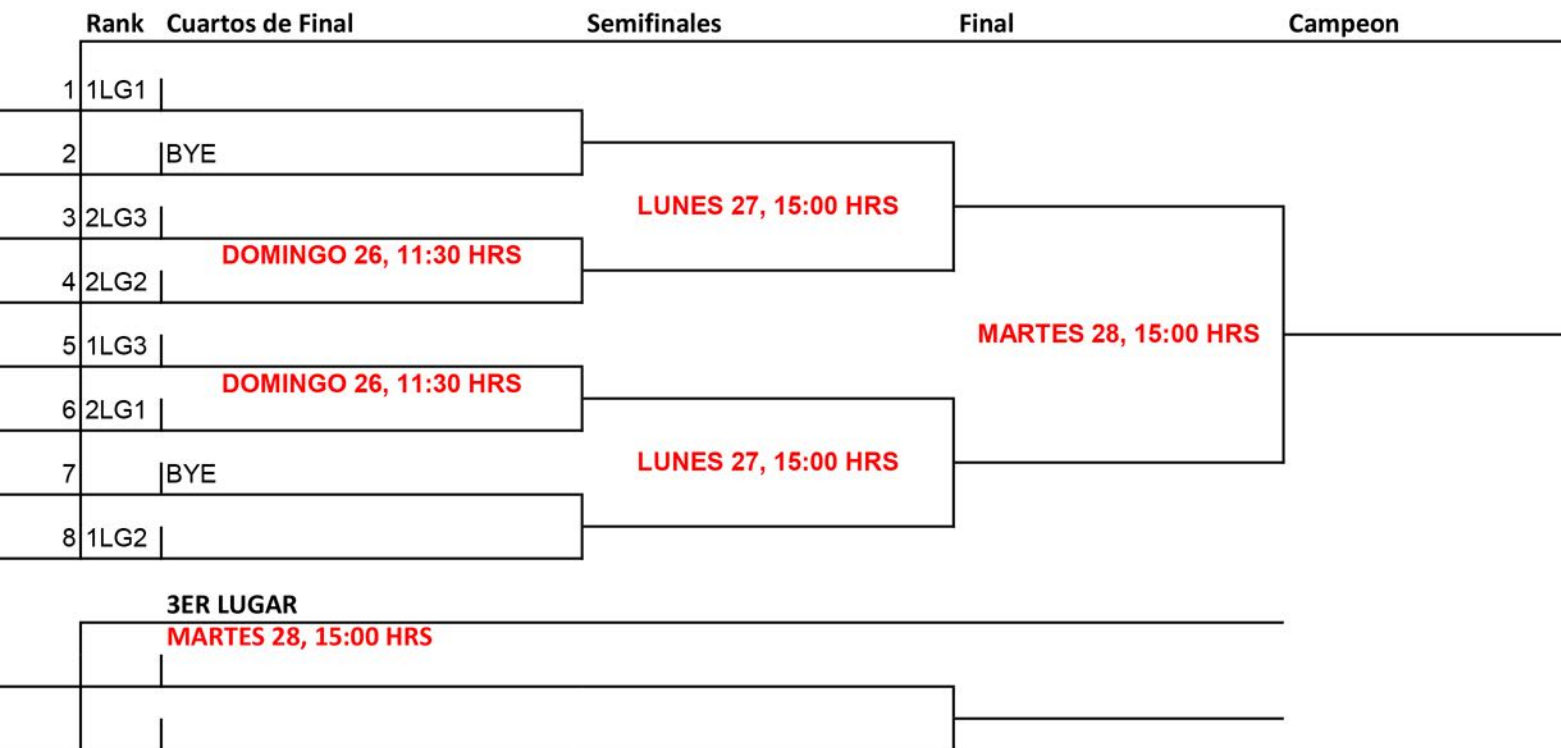 Rank Cuartos de Final Semifinales Final Campeon
1 1LG1
2 BYE
LUNES 27, 15:00 HRS
3 2LG3
DOMINGO 26, 11:30 HRS
4 2LG2
MARTES 28, 15:00 HRS
5 1LG3
DOMINGO 26, 11:30 HRS
6 2LG1
LUNES 27, 15:00 HRS
7 BYE
8 1LG2
3ER LUGAR
MARTES 28, 15:00 HRS